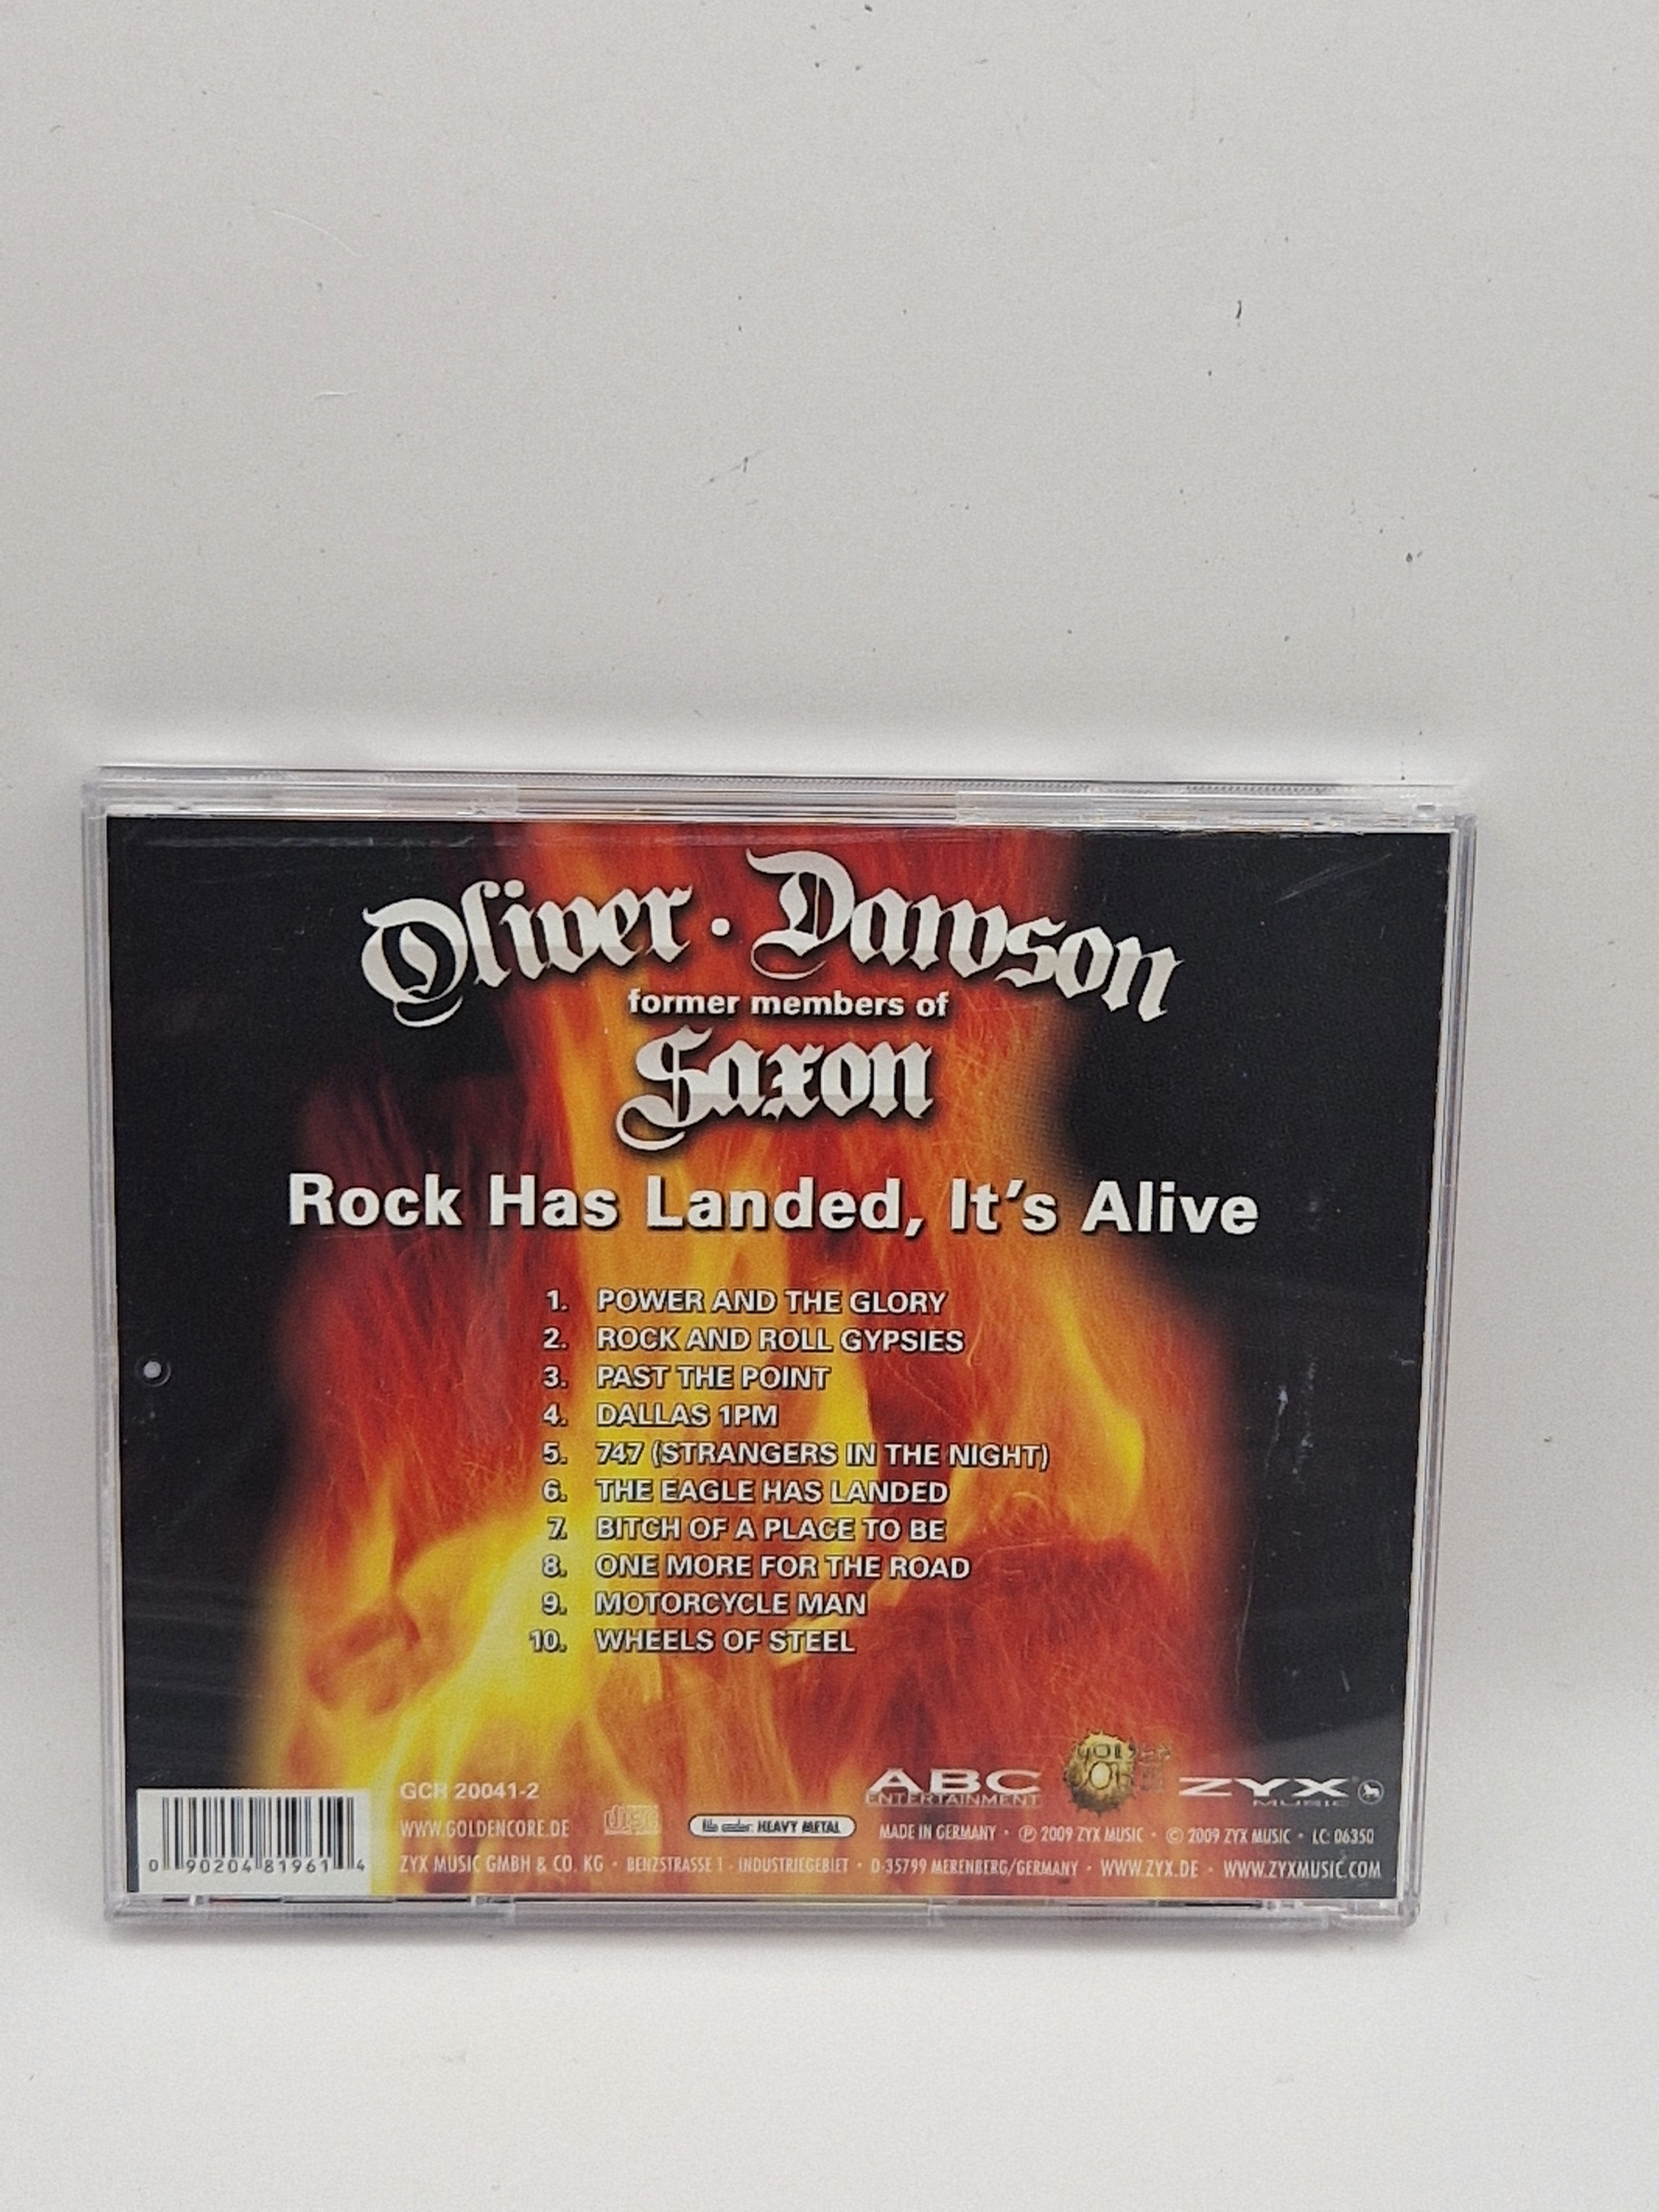 Oliver · Dawson
former members of
Saxon
Rock Has Landed, It's Alive
1. POWER AND THE GLORY
2. ROCK AND ROLL GYPSIES
3. PAST THE POINT
4. DALLAS 1PM
5. 747 (STRANGERS IN THE NIGHT)
6. THE EAGLE HAS LANDED
7. BITCH OF A PLACE TO BE
8. ONE MORE FOR THE ROAD
9. MOTORCYCLE MAN
10. WHEELS OF STEEL
GCR 20041-2
ABC
ENTERTAINMENT
ZYX
MUSIC
WWW.GOLDENCORE.DE
disc
file under: HEAVY METAL
MADE IN GERMANY · ℗ 2009 ZYX MUSIC · © 2009 ZYX MUSIC · LC: 06350
0 90204 81961 4
ZYX MUSIC GMBH & CO. KG · BENZSTRASSE 1 · INDUSTRIEGEBIET · D-35799 MERENBERG/GERMANY · WWW.ZYX.DE · WWW.ZYXMUSIC.COM